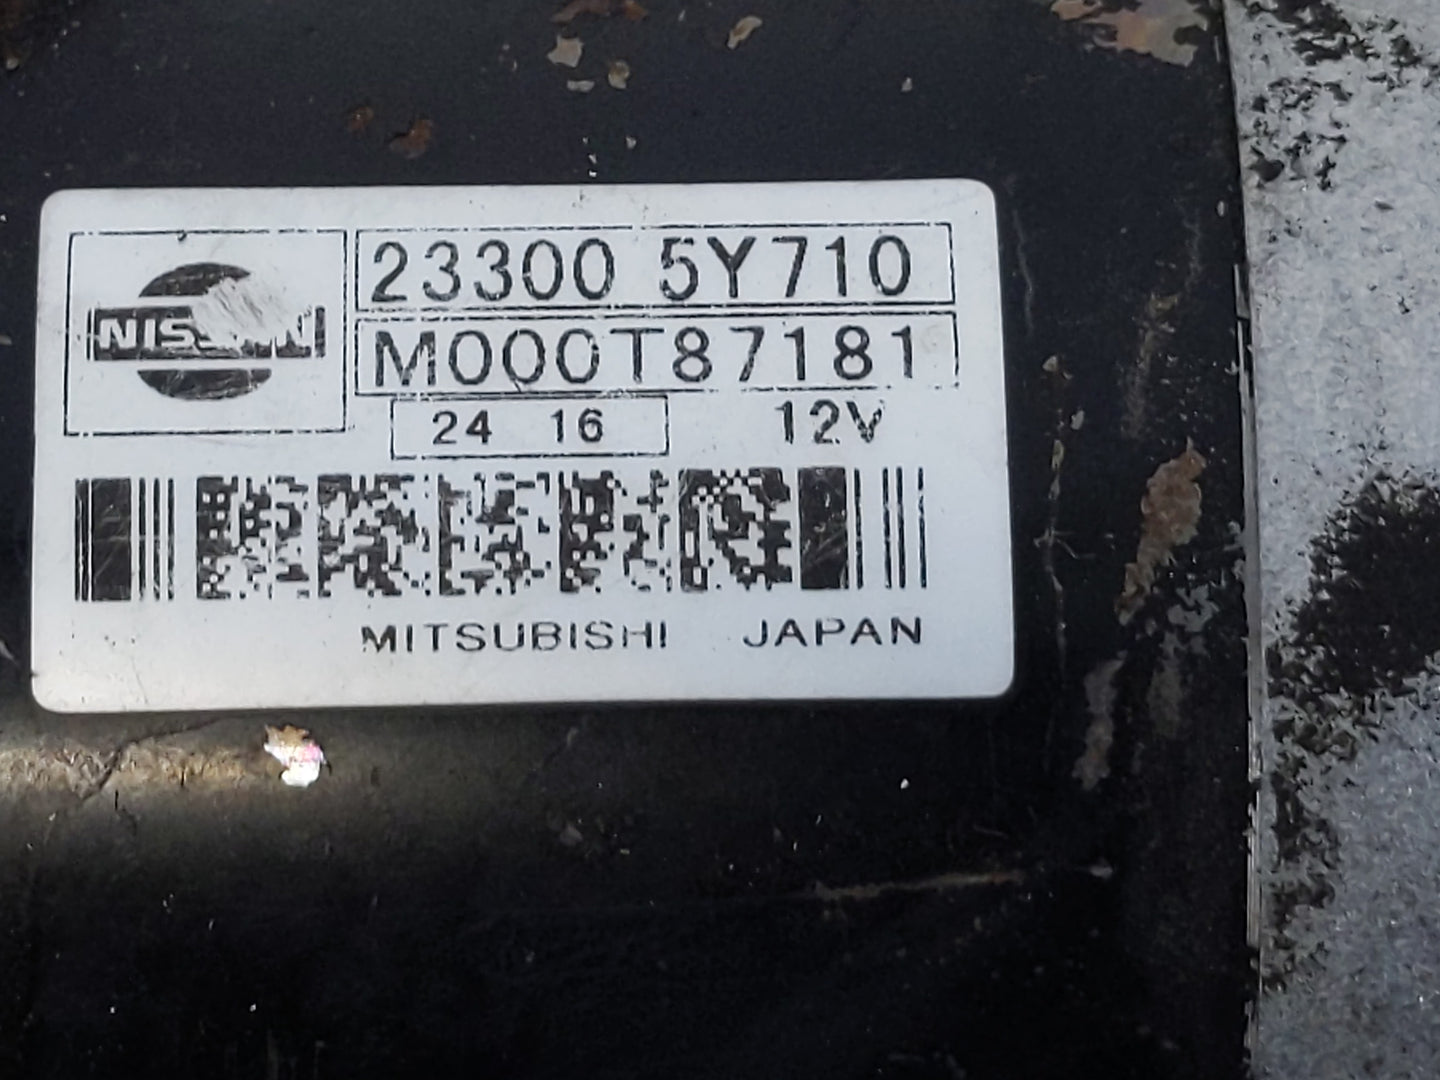 NISSAN
23300 5Y710
M000T87181
24 16 12V
MITSUBISHI JAPAN